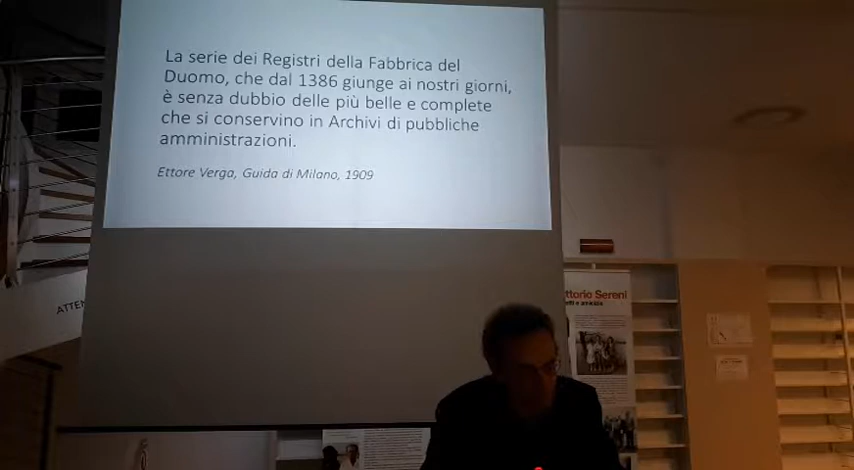 La serie dei Registri della Fabbrica del
Duomo, che dal 1386 giunge ai nostri giorni,
è senza dubbio delle più belle e complete
che si conservino in Archivi di pubbliche
amministrazioni.
Ettore Verga, Guida di Milano, 1909
ATTEN
ttorio Sereni